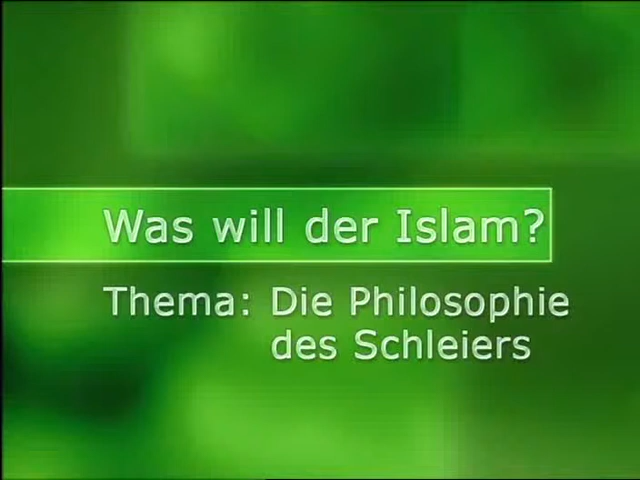 Was will der Islam?
Thema: Die Philosophie
des Schleiers